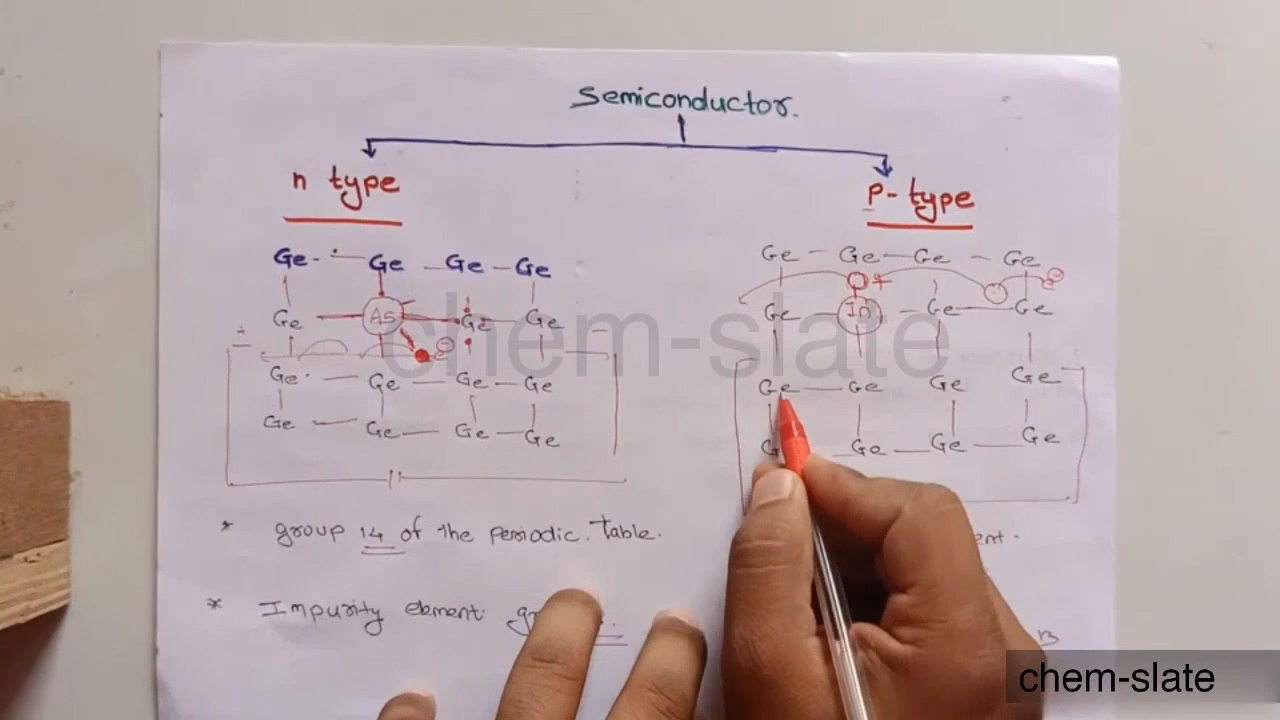 Semiconductor.
n type
p-type
Ge Ge Ge Ge
Ge As Ge Ge
Ge Ge Ge Ge
Ge Ge Ge Ge
Ge Ge Ge Ge
Ge In Ge Ge
Ge Ge Ge Ge
Ge Ge Ge
* group 14 of the periodic. Table.
* Impurity element
13
chem-slate
chem-slate